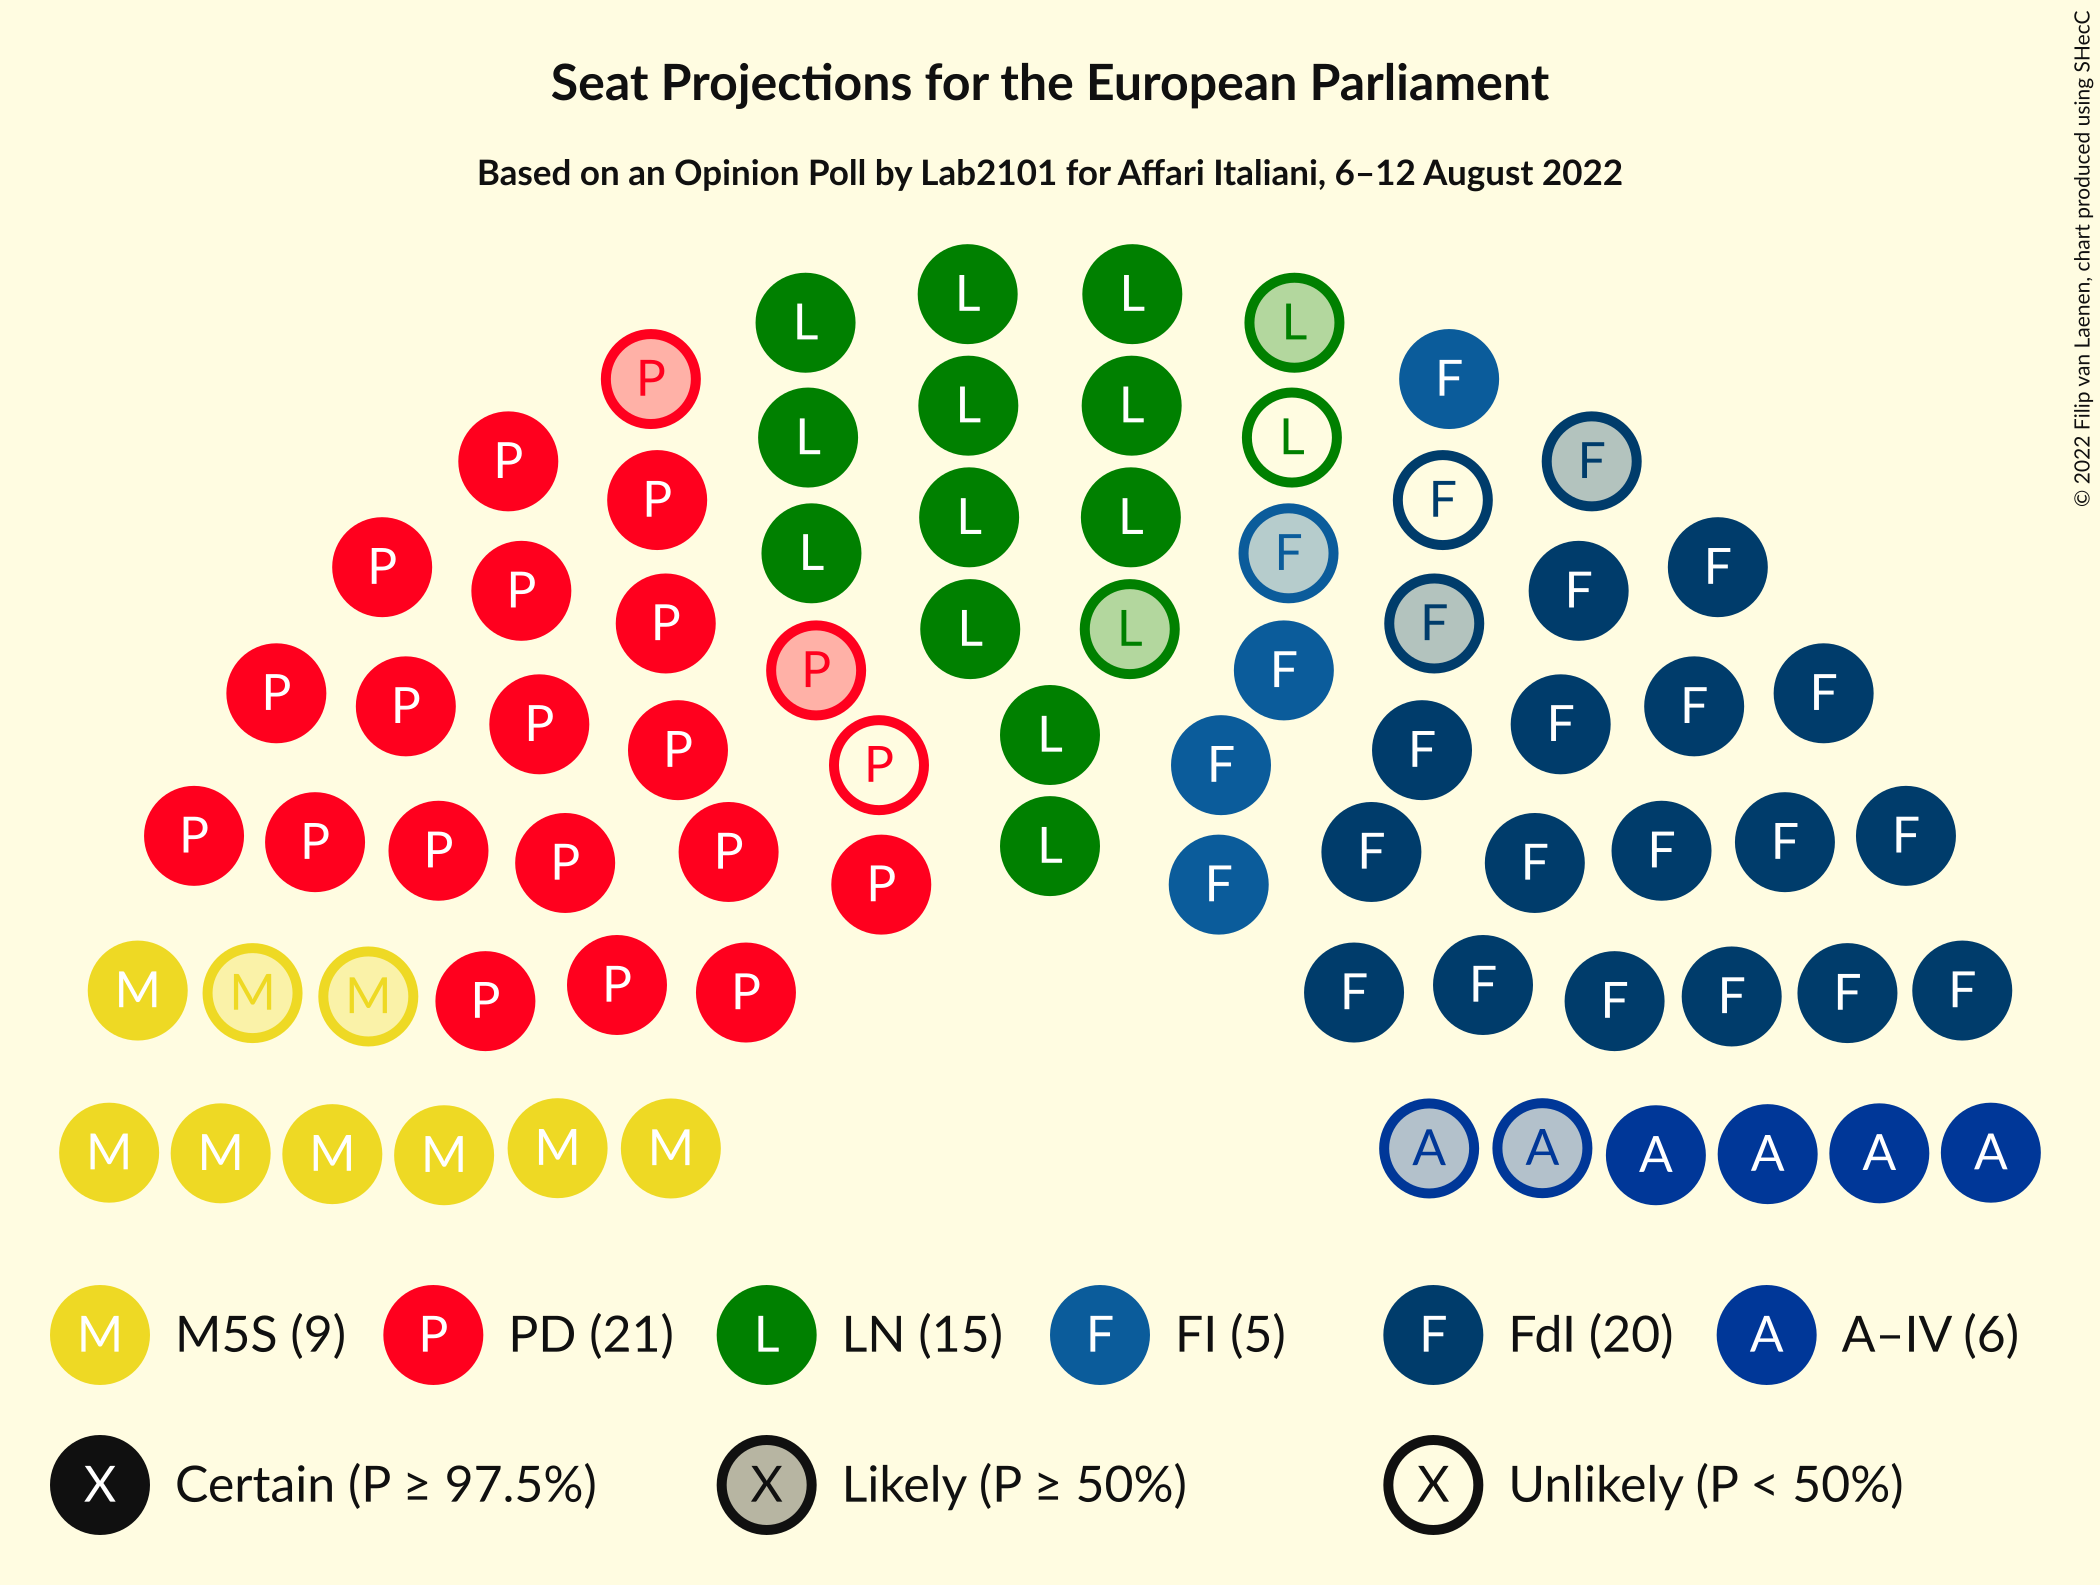 Seat Projections for the European Parliament
Based on an Opinion Poll by Lab2101 for Affari Italiani, 6–12 August 2022
© 2022 Filip van Laenen, chart produced using SHecC
L L
L L
P F
L L
L L
P F
P L F
P F
L L
L F
P F
P F
P P F F
L L
P F
P F
P P F F
P P F F
L
P F
P F
P P P P L F F F F
P P P P P P F F F F F F
M M M P P P F F F F F F
M M M M M M A A A A A A
M M5S (9) P PD (21) L LN (15) F FI (5) F FdI (20) A A–IV (6)
X Certain (P ≥ 97.5%) X Likely (P ≥ 50%) X Unlikely (P < 50%)